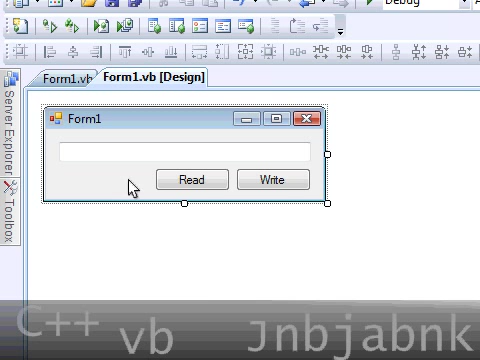 Debug
Form1.vb
Form1.vb [Design]
Server Explorer
Toolbox
Form1
Read
Write
C++
vb
Jnbjabnk